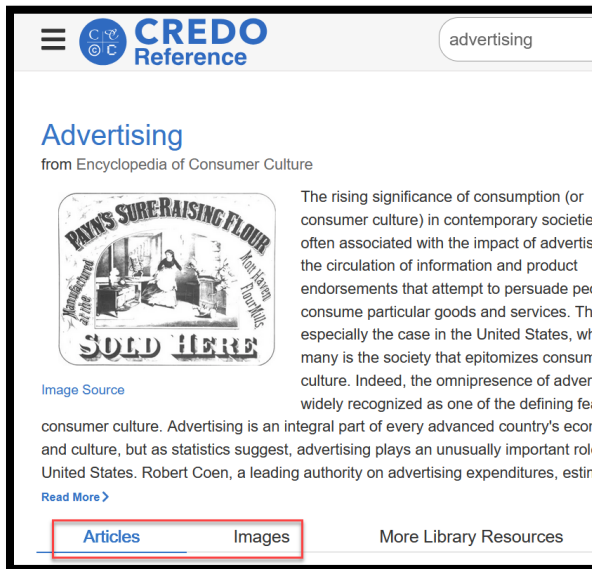 CREDO
Reference
advertising
Advertising
from Encyclopedia of Consumer Culture
PAYN'S SURE-RAISING FLOUR
Manufactured
at the
Mon Haven
Flour Mills,
SOLD HERE
Image Source
The rising significance of consumption (or
consumer culture) in contemporary societie
often associated with the impact of advertis
the circulation of information and product
endorsements that attempt to persuade peo
consume particular goods and services. Th
especially the case in the United States, wh
many is the society that epitomizes consum
culture. Indeed, the omnipresence of adver
widely recognized as one of the defining fea
consumer culture. Advertising is an integral part of every advanced country's econ
and culture, but as statistics suggest, advertising plays an unusually important role
United States. Robert Coen, a leading authority on advertising expenditures, estim
Read More
Articles
Images
More Library Resources